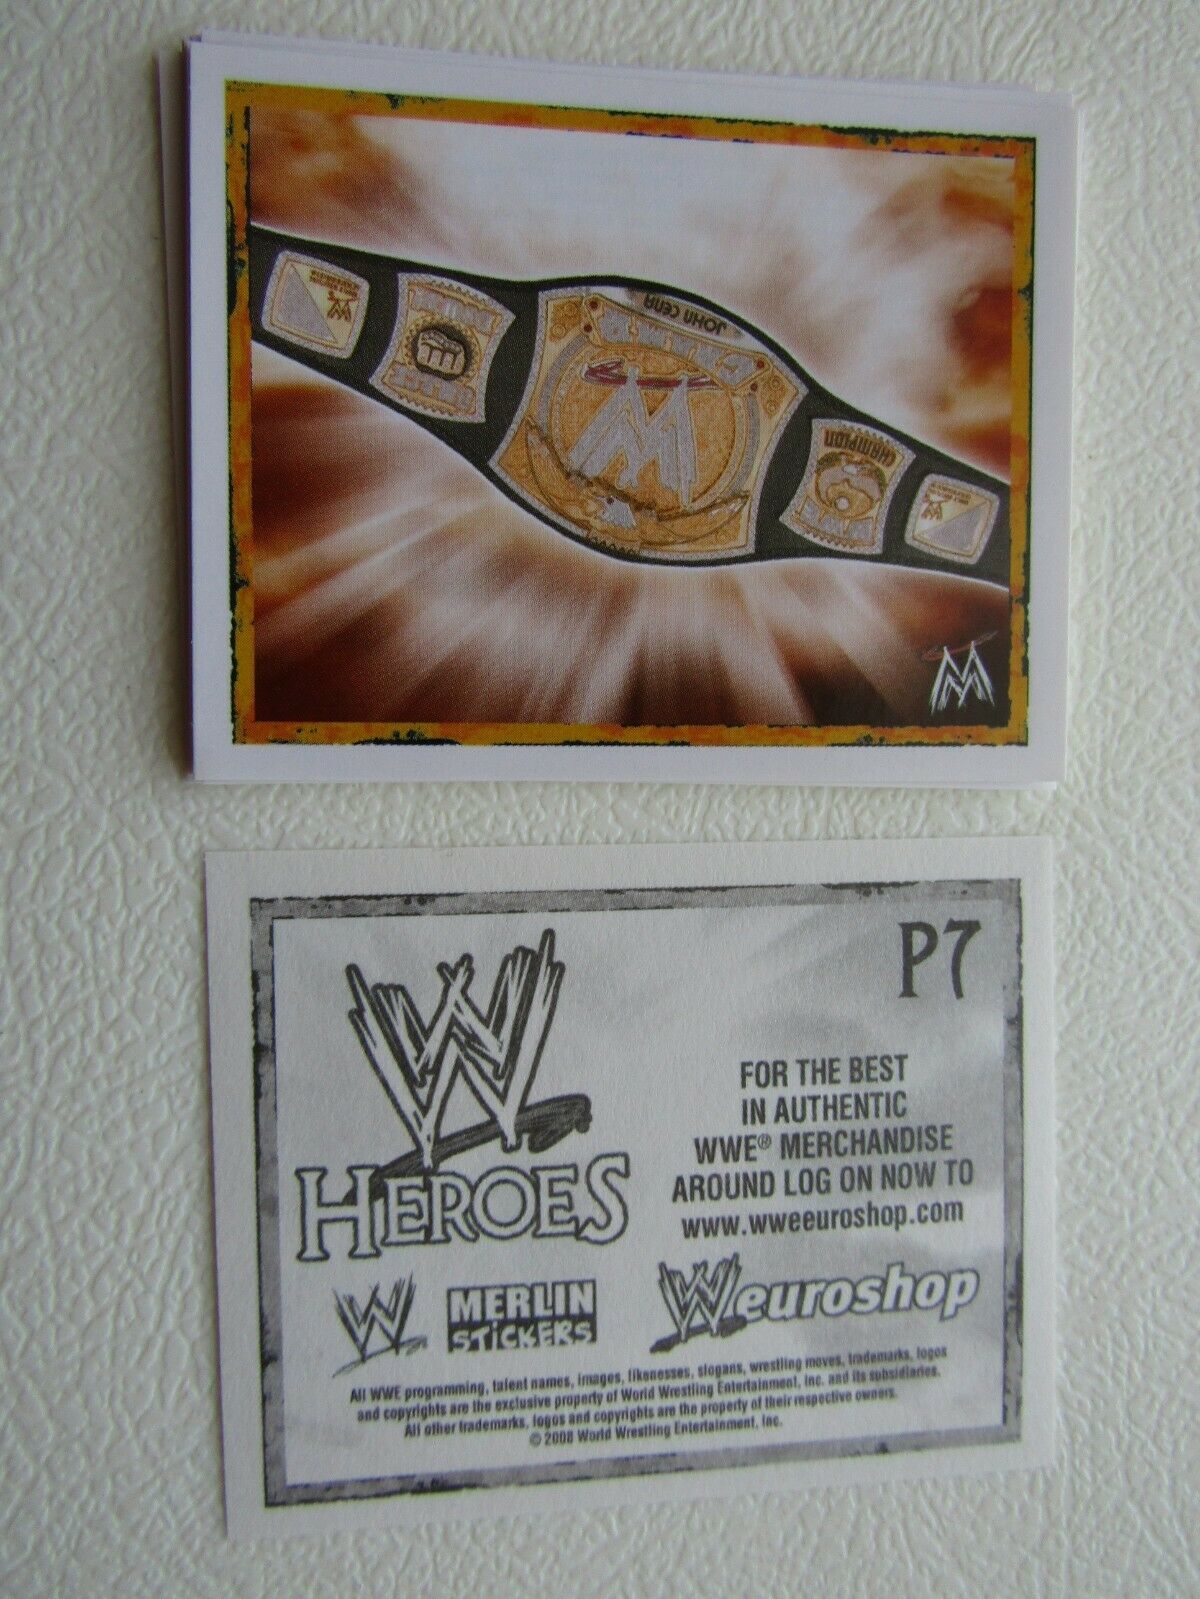 JOHN CENA
CHAMPION
P7
W
HEROES
FOR THE BEST
IN AUTHENTIC
WWE® MERCHANDISE
AROUND LOG ON NOW TO
www.wweeuroshop.com
W
MERLIN
STiCKERS
Weuroshop
All WWE programming, talent names, images, likenesses, slogans, wrestling moves, trademarks, logos
and copyrights are the exclusive property of World Wrestling Entertainment, Inc. and its subsidiaries.
All other trademarks, logos and copyrights are the property of their respective owners.
© 2008 World Wrestling Entertainment, Inc.